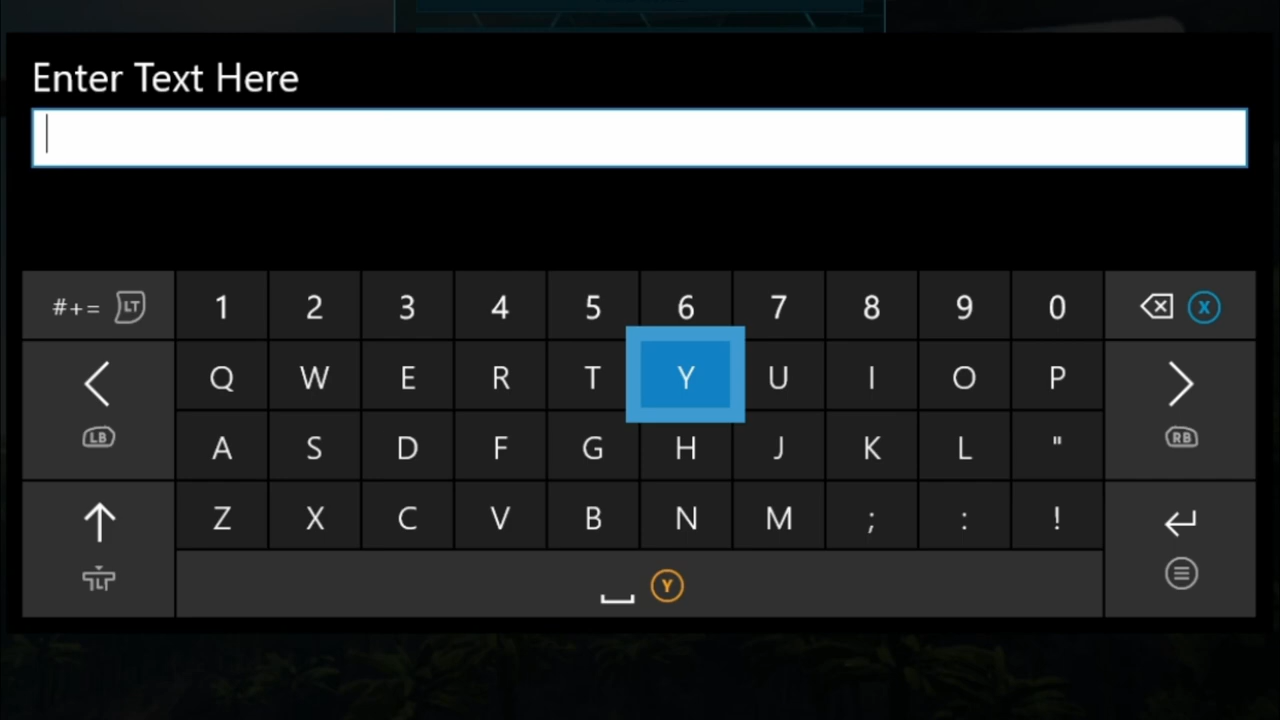 Enter Text Here
#+= LT 1 2 3 4 5 6 7 8 9 0 X
Q W E R T Y U I O P
LB A S D F G H J K L " RB
Z X C V B N M ; : !
Y